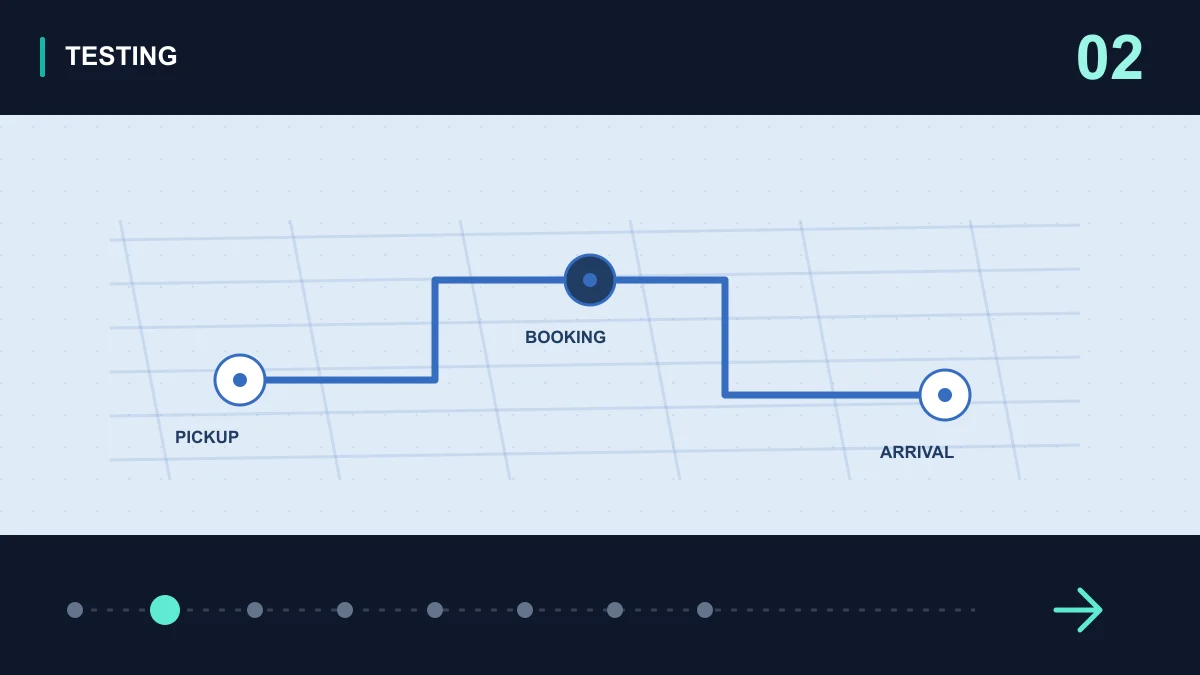 TESTING
02
BOOKING
PICKUP
ARRIVAL